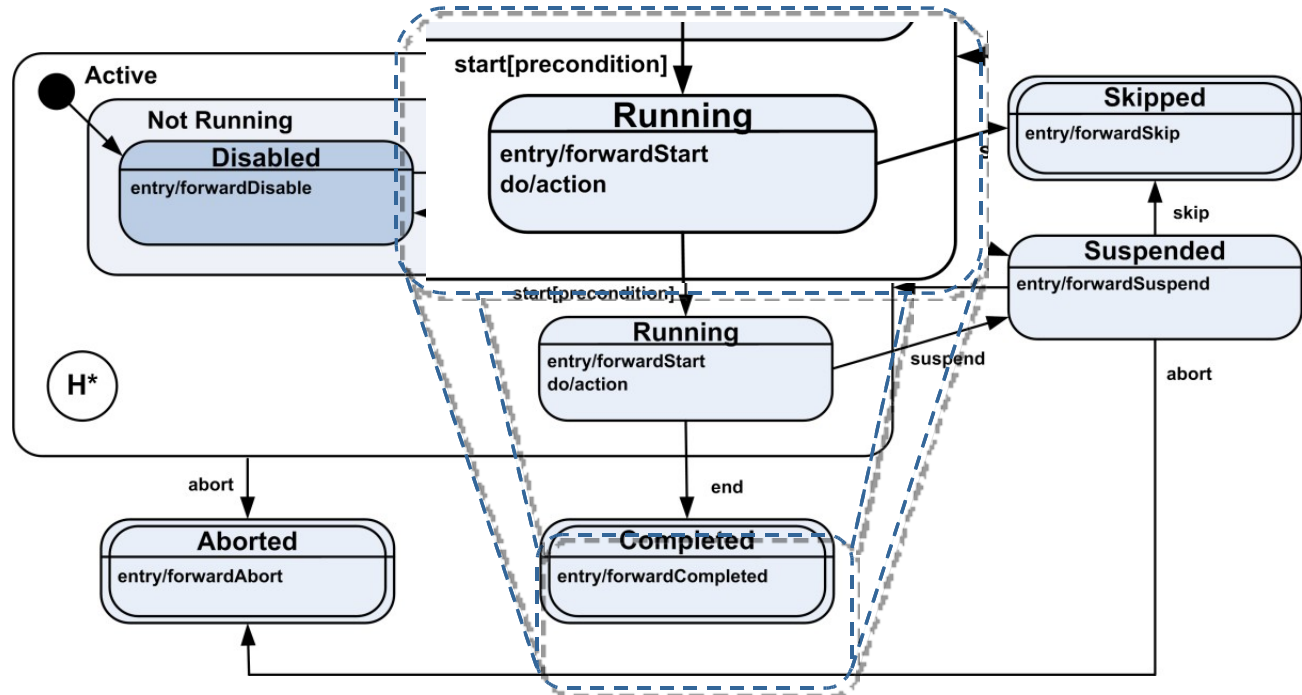 Active
start[precondition]
Not Running
Disabled
entry/forwardDisable
Running
entry/forwardStart
do/action
Skipped
entry/forwardSkip
s
skip
Suspended
entry/forwardSuspend
start[precondition]
Running
entry/forwardStart
do/action
suspend
abort
H*
abort
end
Aborted
entry/forwardAbort
Completed
entry/forwardCompleted